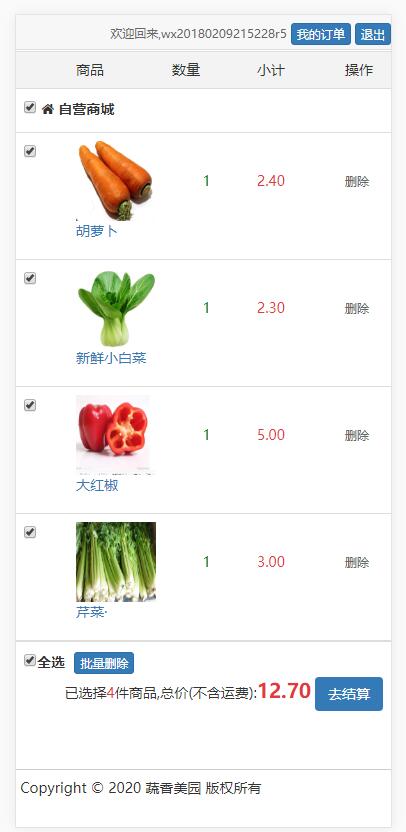 欢迎回来,wx20180209215228r5 我的订单 退出
商品 数量 小计 操作
自营商城
1 2.40 删除
胡萝卜
1 2.30 删除
新鲜小白菜
1 5.00 删除
大红椒
1 3.00 删除
芹菜·
全选 批量删除
已选择4件商品,总价(不含运费):12.70 去结算
Copyright © 2020 蔬香美园 版权所有